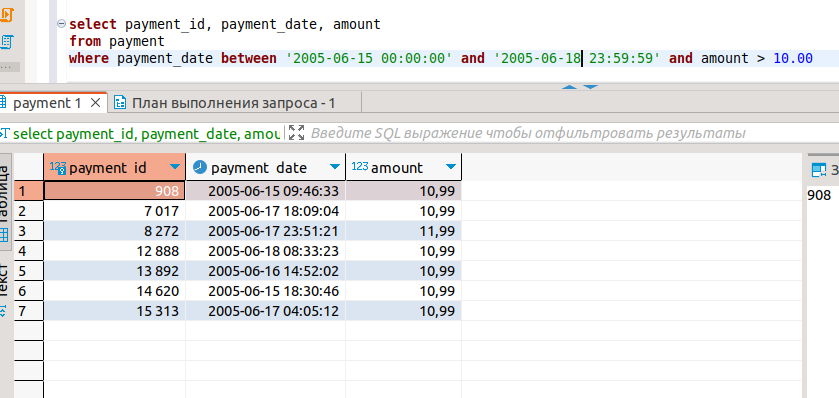 select payment_id, payment_date, amount
from payment
where payment_date between '2005-06-15 00:00:00' and '2005-06-18 23:59:59' and amount > 10.00
payment 1 План выполнения запроса - 1
select payment_id, payment_date, amou Введите SQL выражение чтобы отфильтровать результаты
Таблица
Текст
123 payment_id payment_date 123 amount З
1 908 2005-06-15 09:46:33 10,99 908
2 7 017 2005-06-17 18:09:04 10,99
3 8 272 2005-06-17 23:51:21 11,99
4 12 888 2005-06-18 08:33:23 10,99
5 13 892 2005-06-16 14:52:02 10,99
6 14 620 2005-06-15 18:30:46 10,99
7 15 313 2005-06-17 04:05:12 10,99